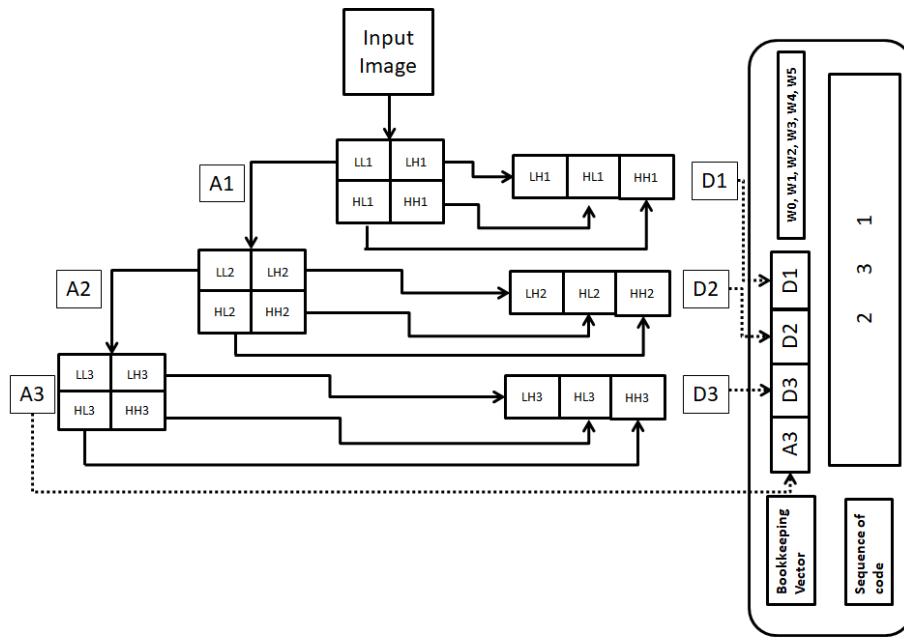 Input
Image
LL1 LH1
HL1 HH1
A1
LH1 HL1 HH1
D1
LL2 LH2
HL2 HH2
A2
LH2 HL2 HH2
D2
LL3 LH3
HL3 HH3
A3
LH3 HL3 HH3
D3
W0, W1, W2, W3, W4, W5
A3 D3 D2 D1
2 3 1
Bookkeeping
Vector
Sequence of
code